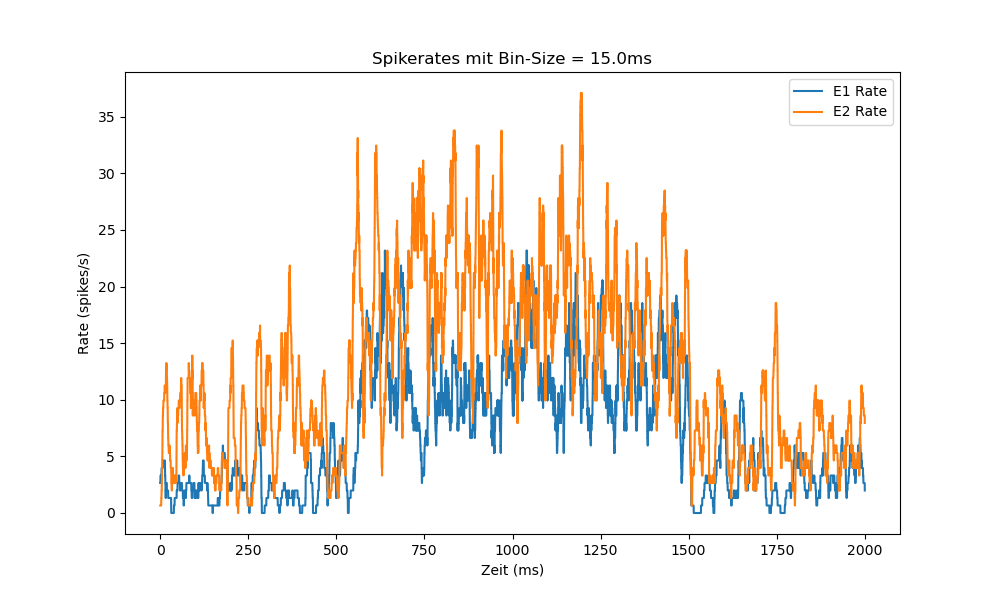 Spikerates mit Bin-Size = 15.0ms
E1 Rate
E2 Rate
Rate (spikes/s)
35
30
25
20
15
10
5
0
0 250 500 750 1000 1250 1500 1750 2000
Zeit (ms)